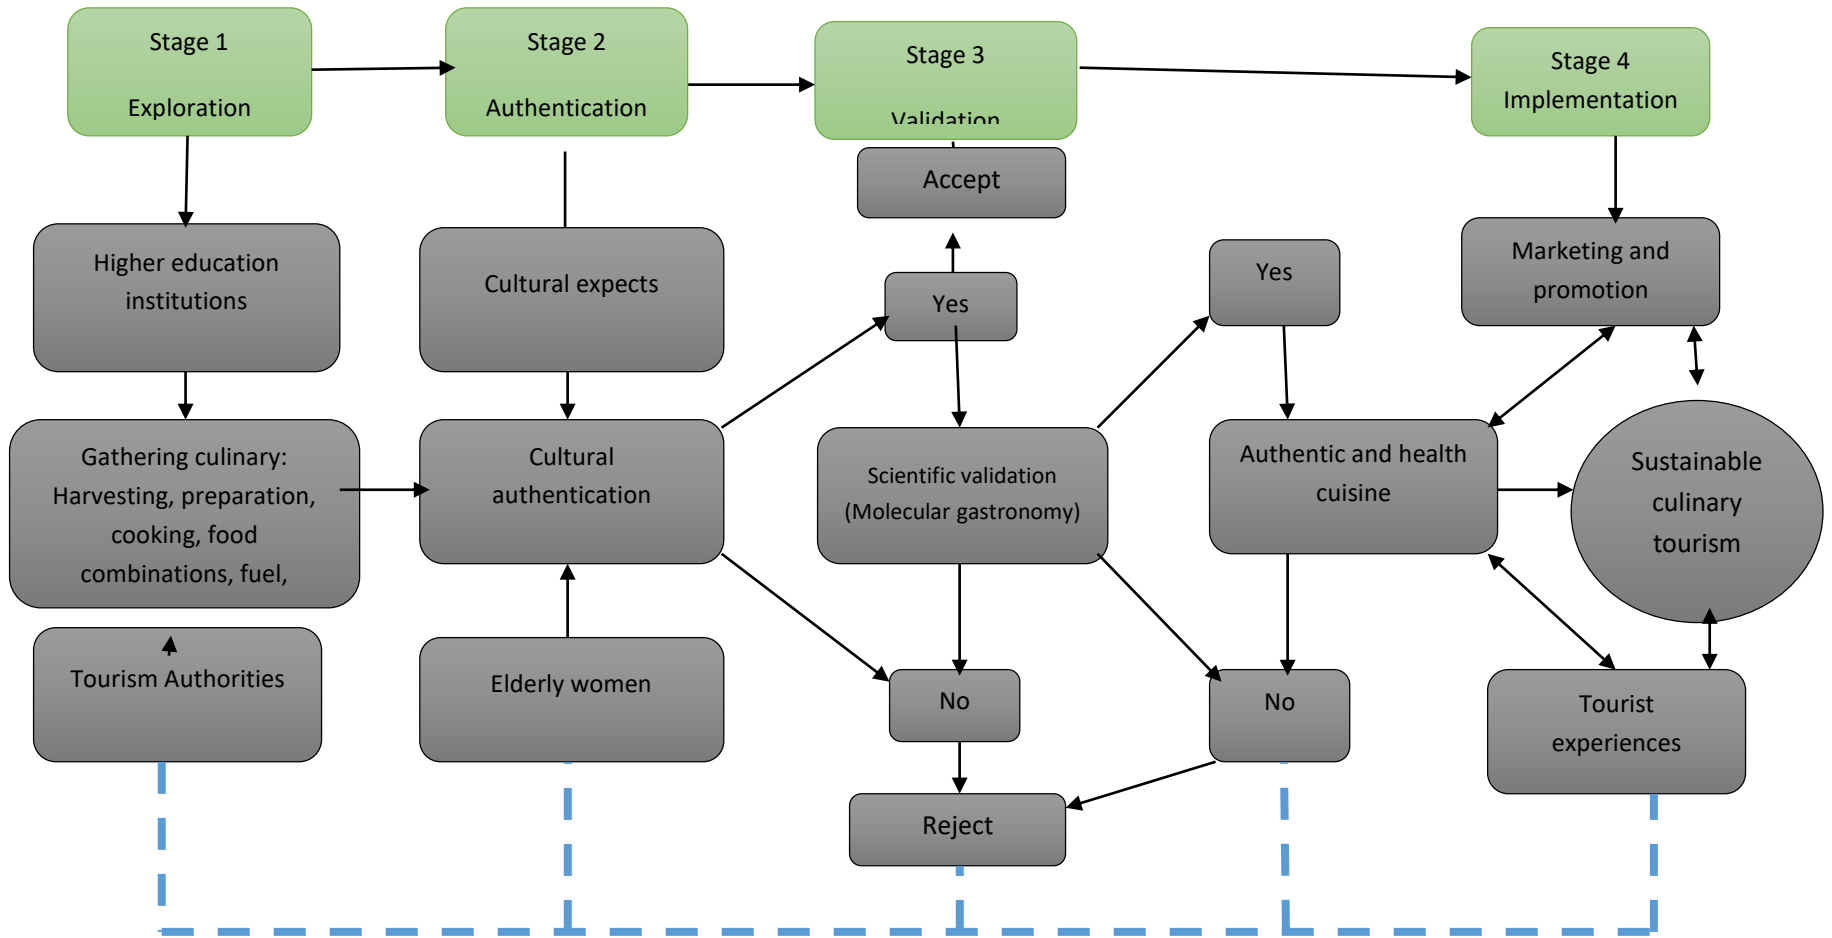 Stage 1
Exploration
Stage 2
Authentication
Stage 3
Validation
Stage 4
Implementation
Higher education
institutions
Gathering culinary:
Harvesting, preparation,
cooking, food
combinations, fuel,
Tourism Authorities
Cultural expects
Cultural
authentication
Elderly women
Accept
Yes
Scientific validation
(Molecular gastronomy)
No
Reject
Yes
Authentic and health
cuisine
No
Marketing and
promotion
Sustainable
culinary
tourism
Tourist
experiences